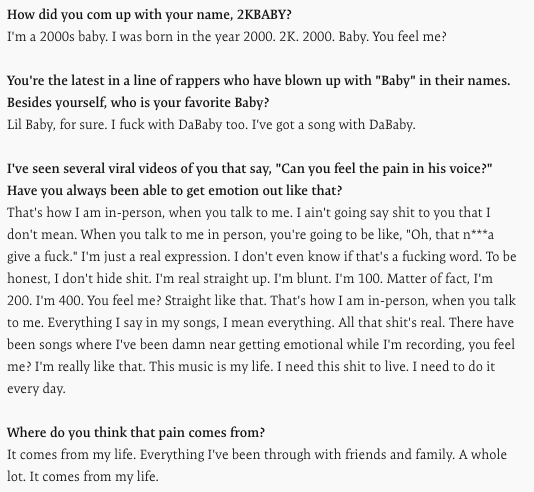 How did you com up with your name, 2KBABY?
I'm a 2000s baby. I was born in the year 2000. 2K. 2000. Baby. You feel me?
You're the latest in a line of rappers who have blown up with "Baby" in their names.
Besides yourself, who is your favorite Baby?
Lil Baby, for sure. I fuck with DaBaby too. I've got a song with DaBaby.
I've seen several viral videos of you that say, "Can you feel the pain in his voice?"
Have you always been able to get emotion out like that?
That's how I am in-person, when you talk to me. I ain't going say shit to you that I
don't mean. When you talk to me in person, you're going to be like, "Oh, that n***a
give a fuck." I'm just a real expression. I don't even know if that's a fucking word. To be
honest, I don't hide shit. I'm real straight up. I'm blunt. I'm 100. Matter of fact, I'm
200. I'm 400. You feel me? Straight like that. That's how I am in-person, when you talk
to me. Everything I say in my songs, I mean everything. All that shit's real. There have
been songs where I've been damn near getting emotional while I'm recording, you feel
me? I'm really like that. This music is my life. I need this shit to live. I need to do it
every day.
Where do you think that pain comes from?
It comes from my life. Everything I've been through with friends and family. A whole
lot. It comes from my life.